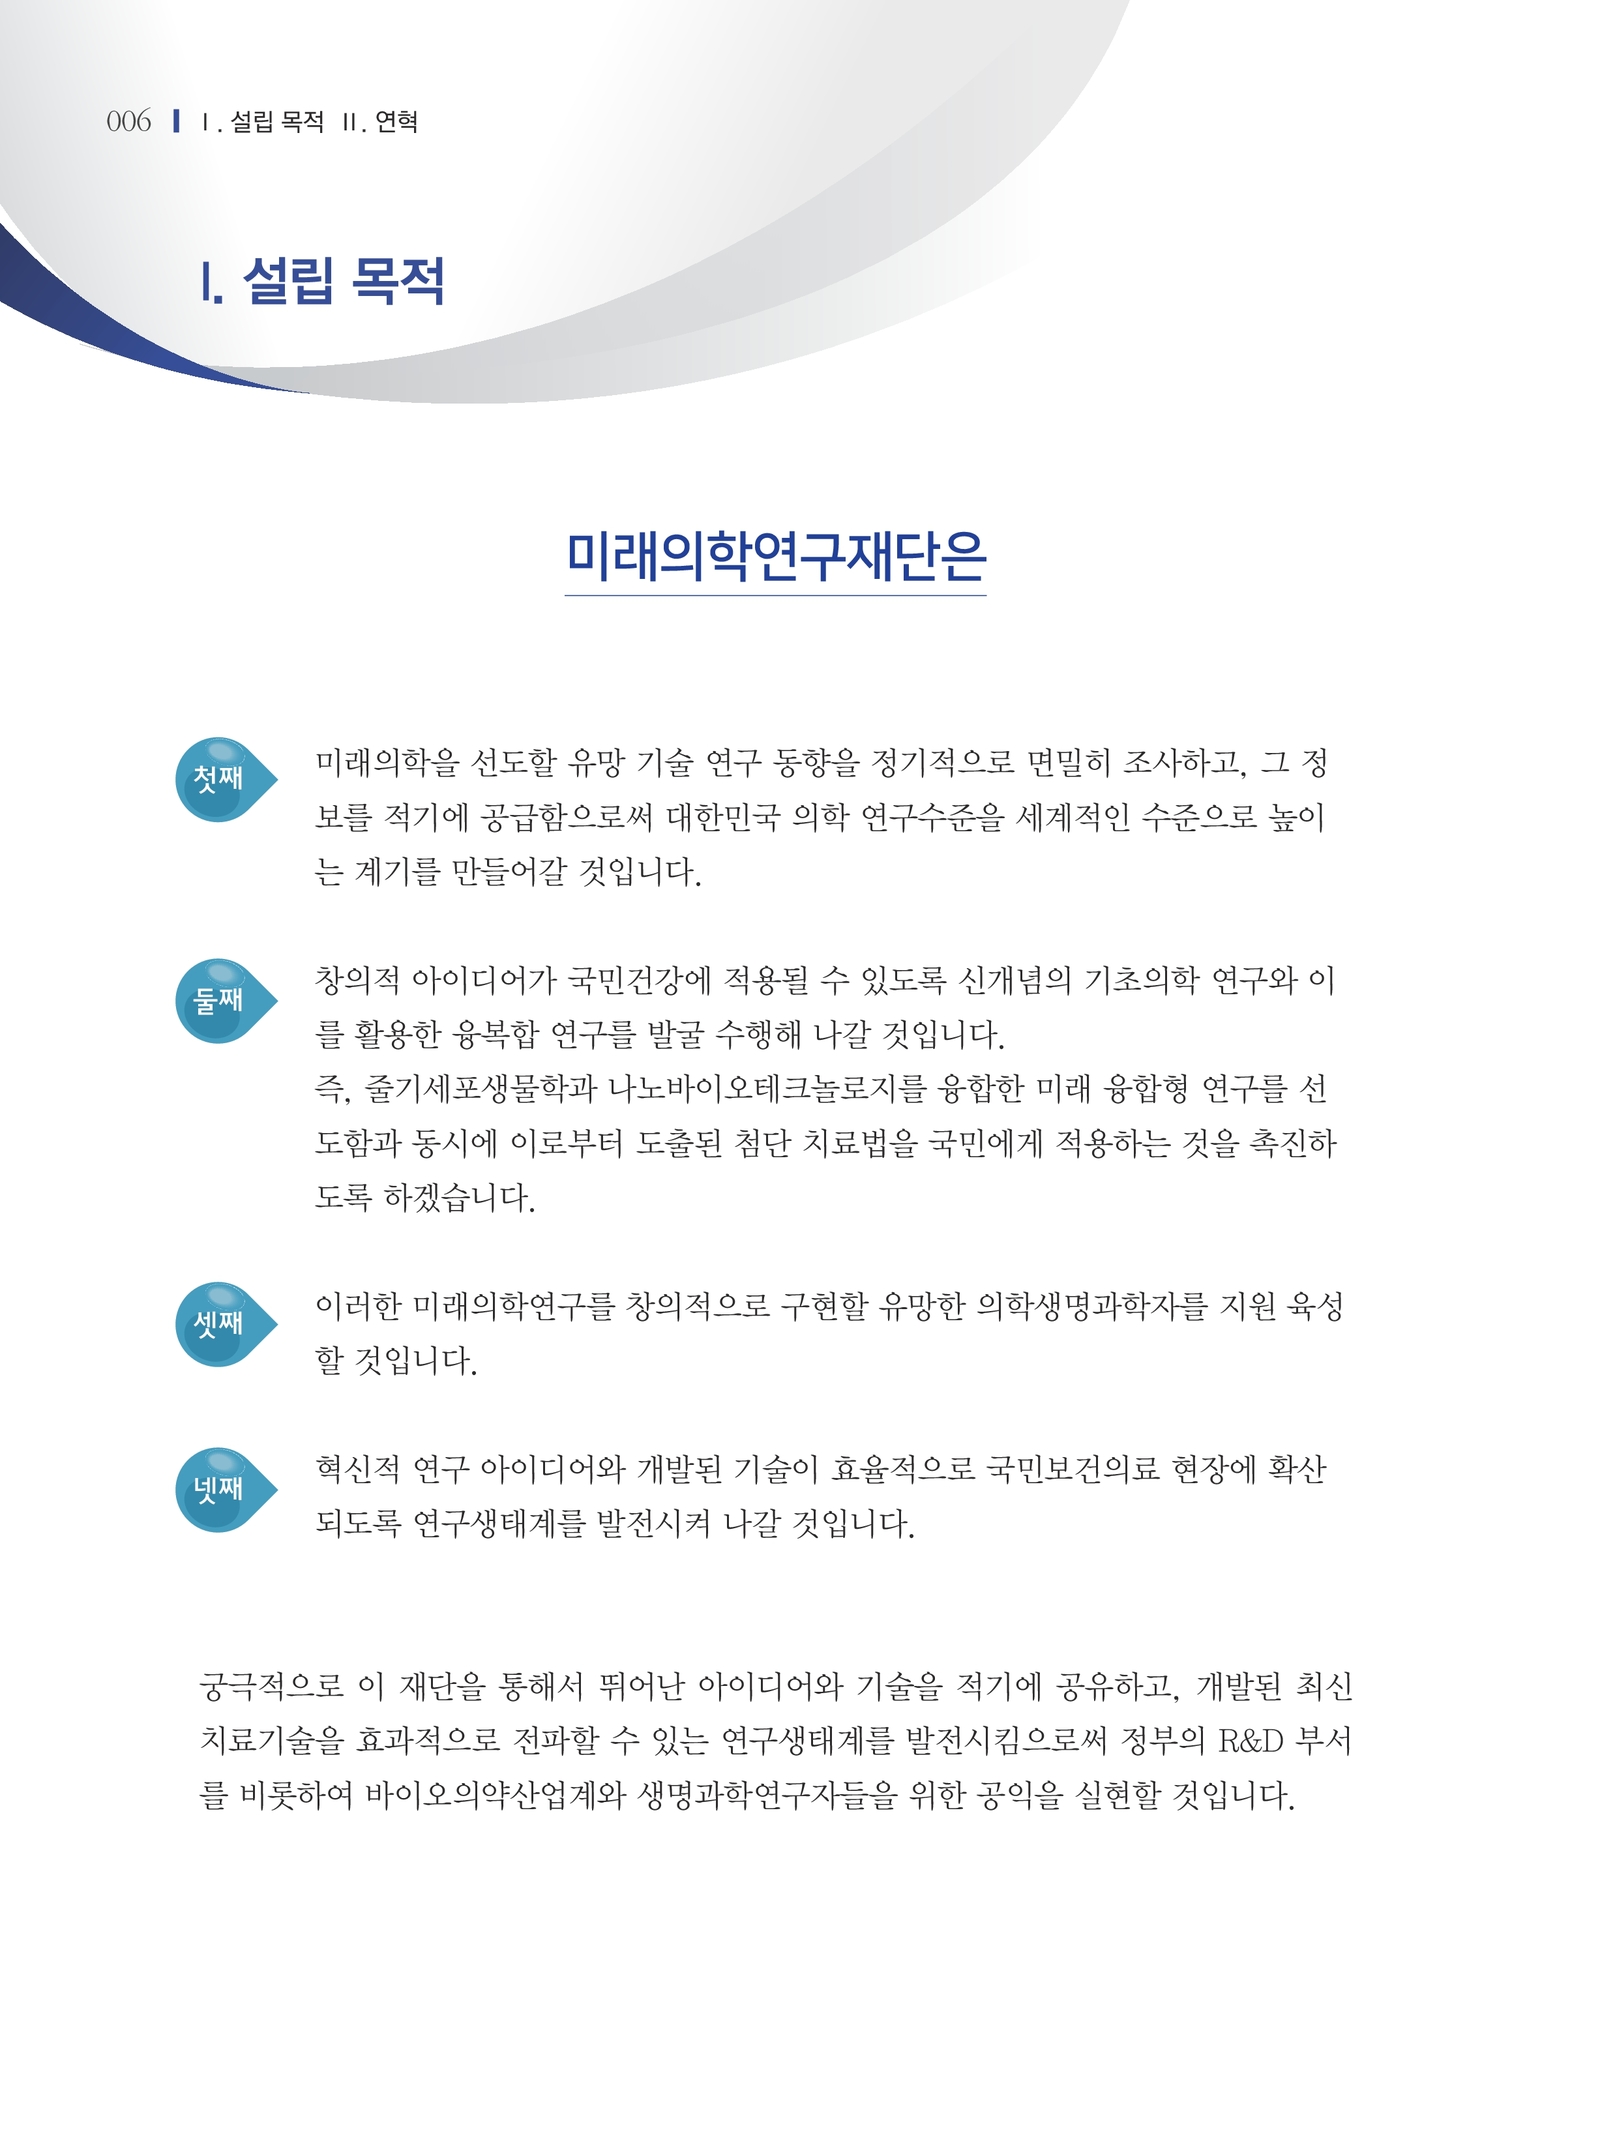 006 Ⅰ. 설립 목적 Ⅱ. 연혁
Ⅰ. 설립 목적
미래의학연구재단은
첫째
미래의학을 선도할 유망 기술 연구 동향을 정기적으로 면밀히 조사하고, 그 정
보를 적기에 공급함으로써 대한민국 의학 연구수준을 세계적인 수준으로 높이
는 계기를 만들어갈 것입니다.
둘째
창의적 아이디어가 국민건강에 적용될 수 있도록 신개념의 기초의학 연구와 이
를 활용한 융복합 연구를 발굴 수행해 나갈 것입니다.
즉, 줄기세포생물학과 나노바이오테크놀로지를 융합한 미래 융합형 연구를 선
도함과 동시에 이로부터 도출된 첨단 치료법을 국민에게 적용하는 것을 촉진하
도록 하겠습니다.
셋째
이러한 미래의학연구를 창의적으로 구현할 유망한 의학생명과학자를 지원 육성
할 것입니다.
넷째
혁신적 연구 아이디어와 개발된 기술이 효율적으로 국민보건의료 현장에 확산
되도록 연구생태계를 발전시켜 나갈 것입니다.
궁극적으로 이 재단을 통해서 뛰어난 아이디어와 기술을 적기에 공유하고, 개발된 최신
치료기술을 효과적으로 전파할 수 있는 연구생태계를 발전시킴으로써 정부의 R&D 부서
를 비롯하여 바이오의약산업계와 생명과학연구자들을 위한 공익을 실현할 것입니다.